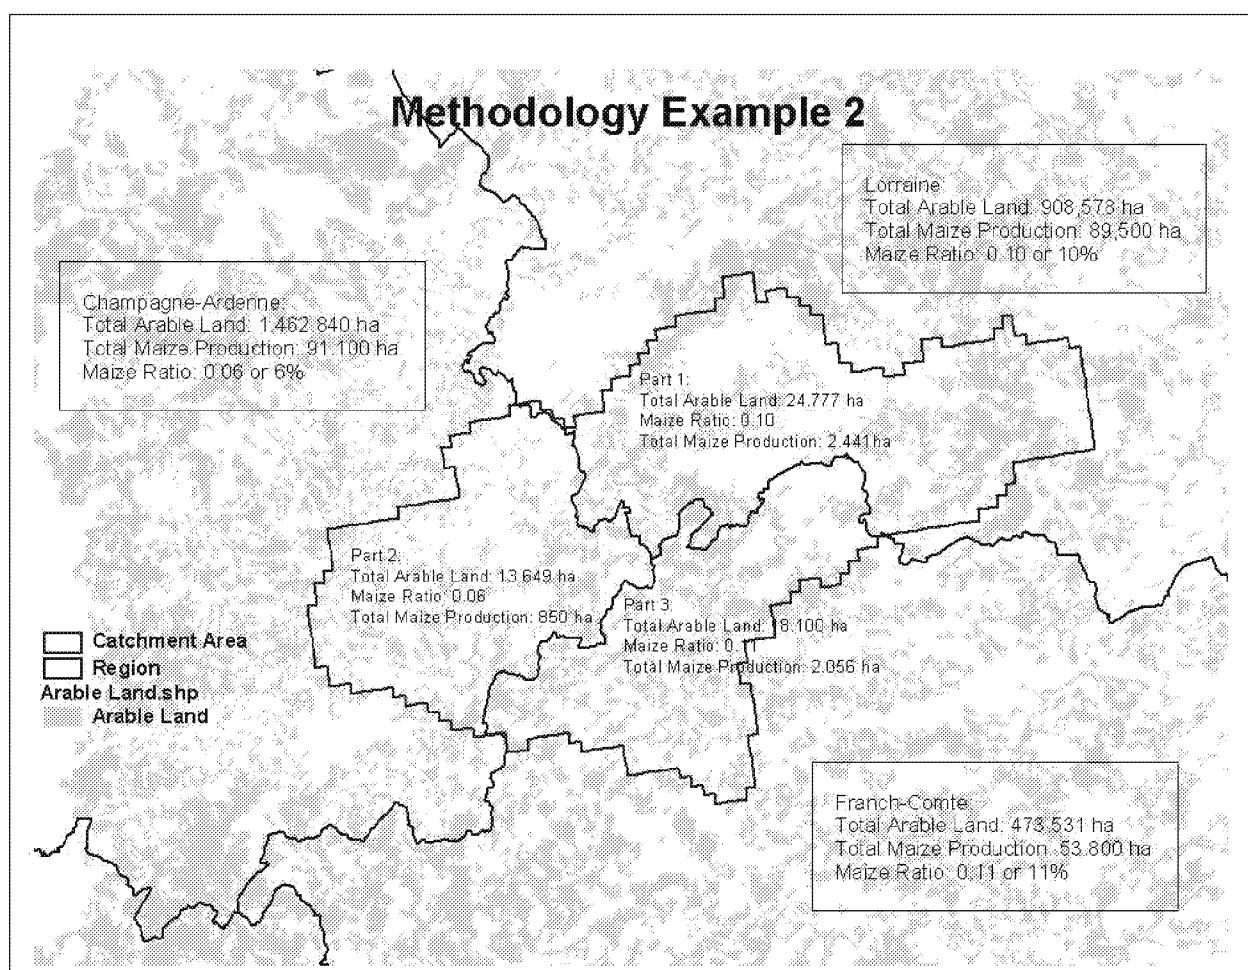 Methodology Example 2
Lorraine
Total Arable Land: 908,578 ha
Total Maize Production: 89,500 ha
Maize Ratio: 0.10 or 10%
Champagne-Ardenne:
Total Arable Land: 1.462.840 ha
Total Maize Production: 91.100 ha
Maize Ratio: 0.06 or 6%
Part 1:
Total Arable Land: 24.777 ha
Maize Ratio: 0.10
Total Maize Production: 2.441ha
Part 2:
Total Arable Land: 13.649 ha
Maize Ratio: 0.06
Total Maize Production: 850 ha
Part 3:
Total Arable Land: 18.100 ha
Maize Ratio:
Total Maize Production: 2.056 ha
Catchment Area
Region
Arable Land.shp
Arable Land
Franch-Comte:
Total Arable Land: 473.531 ha
Total Maize Production: 53.800 ha
Maize Ratio: 0.11 or 11%